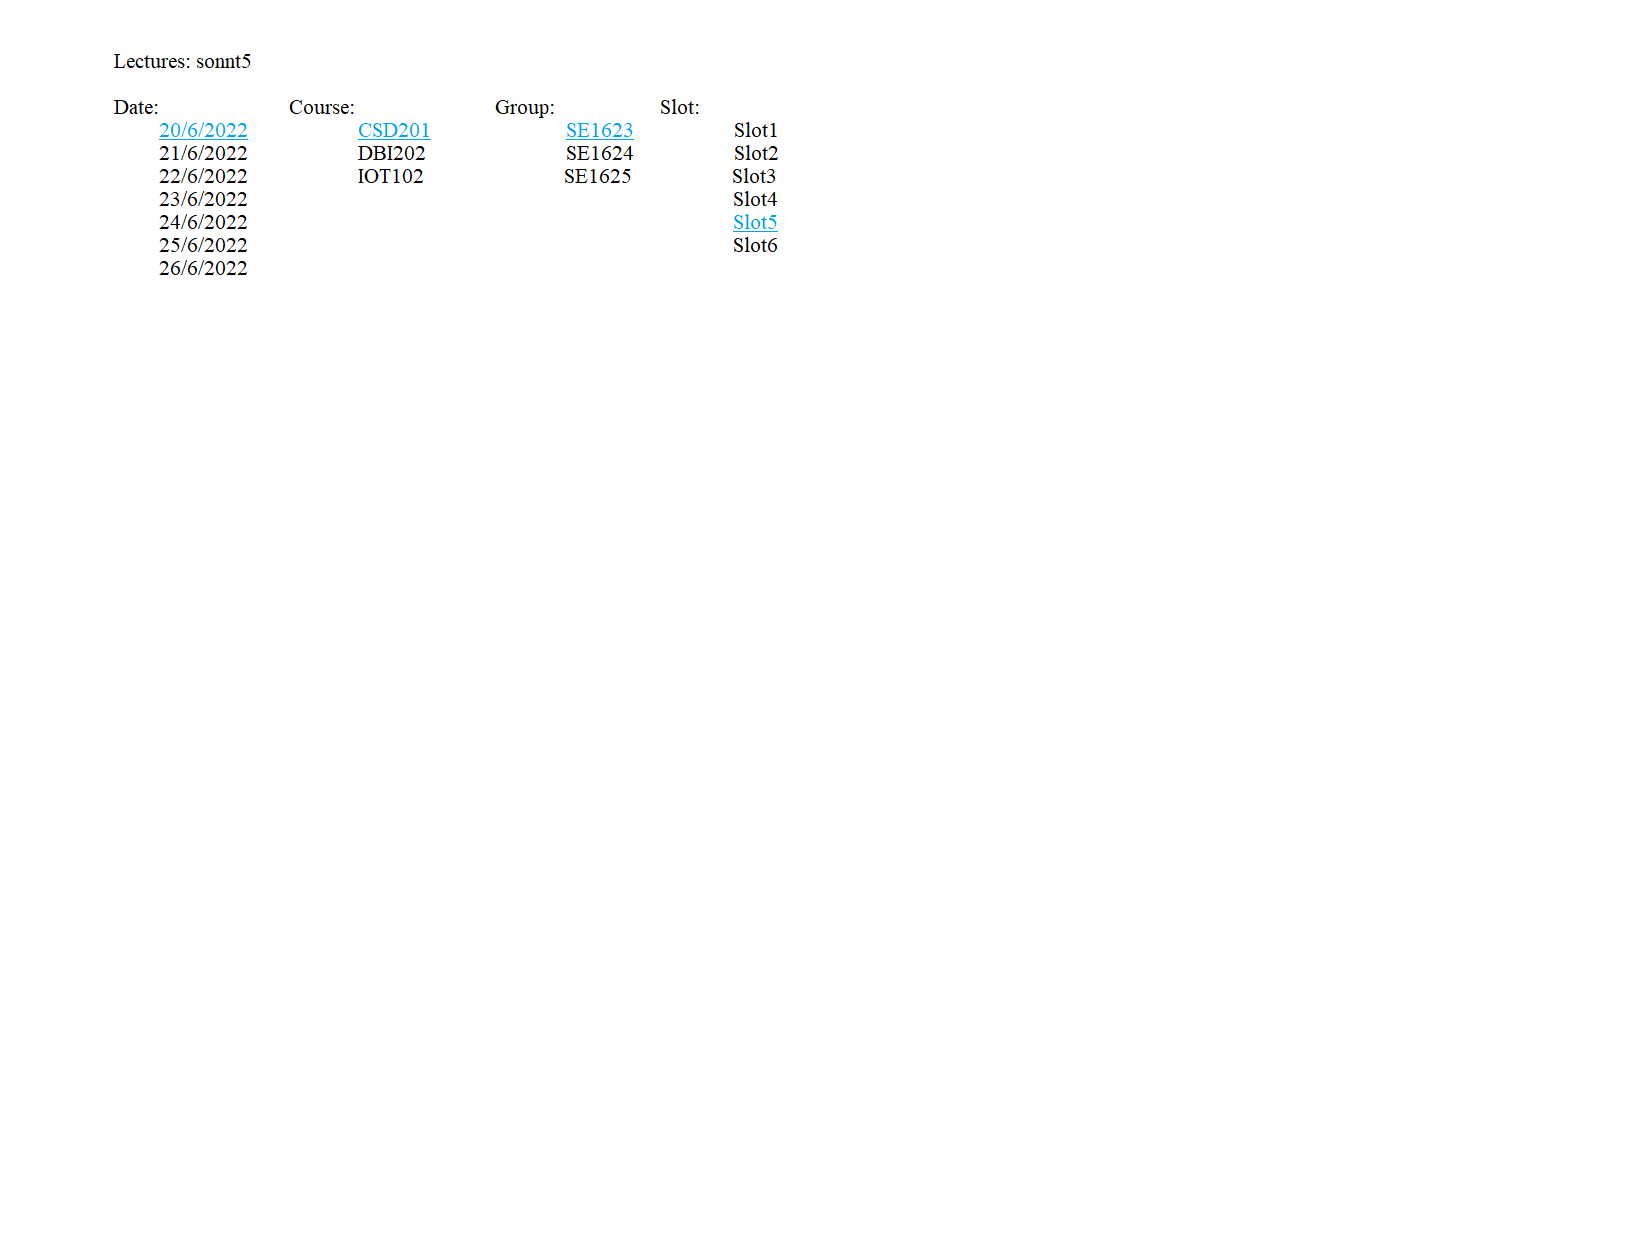 Lectures: sonnt5
Date: Course: Group: Slot:
20/6/2022 CSD201 SE1623 Slot1
21/6/2022 DBI202 SE1624 Slot2
22/6/2022 IOT102 SE1625 Slot3
23/6/2022 Slot4
24/6/2022 Slot5
25/6/2022 Slot6
26/6/2022